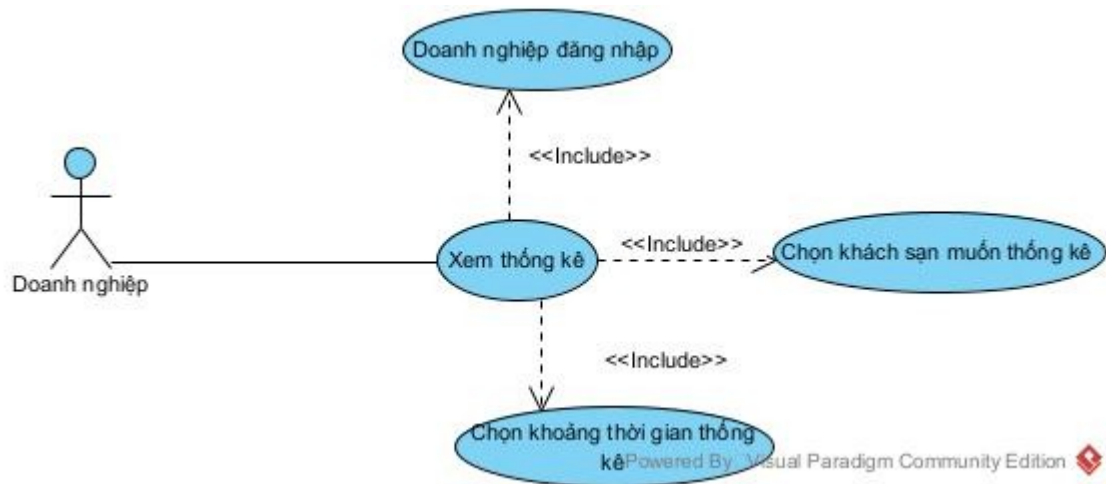 Doanh nghiệp đăng nhập
<<Include>>
Doanh nghiệp
Xem thống kê
<<Include>>
Chọn khách sạn muốn thống kê
<<Include>>
Chọn khoảng thời gian thống
kê
Powered By Visual Paradigm Community Edition